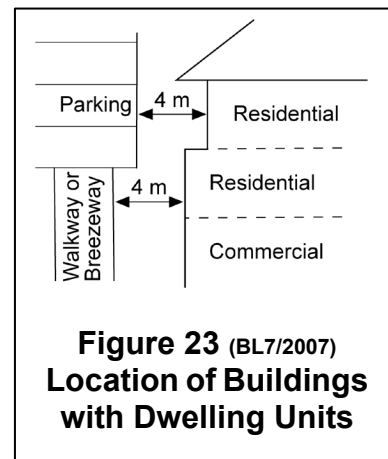 Parking
4 m
Residential
4 m
Residential
Walkway or
Breezeway
Commercial
Figure 23 (BL7/2007)
Location of Buildings
with Dwelling Units